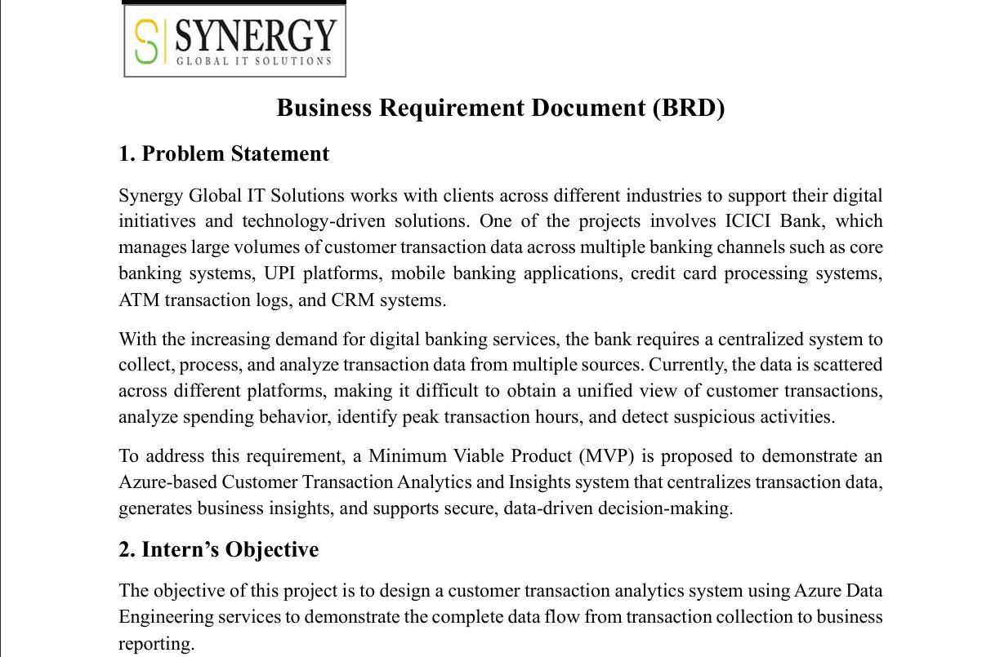 SYNERGY
GLOBAL IT SOLUTIONS
Business Requirement Document (BRD)
1. Problem Statement
Synergy Global IT Solutions works with clients across different industries to support their digital
initiatives and technology-driven solutions. One of the projects involves ICICI Bank, which
manages large volumes of customer transaction data across multiple banking channels such as core
banking systems, UPI platforms, mobile banking applications, credit card processing systems,
ATM transaction logs, and CRM systems.
With the increasing demand for digital banking services, the bank requires a centralized system to
collect, process, and analyze transaction data from multiple sources. Currently, the data is scattered
across different platforms, making it difficult to obtain a unified view of customer transactions,
analyze spending behavior, identify peak transaction hours, and detect suspicious activities.
To address this requirement, a Minimum Viable Product (MVP) is proposed to demonstrate an
Azure-based Customer Transaction Analytics and Insights system that centralizes transaction data,
generates business insights, and supports secure, data-driven decision-making.
2. Intern’s Objective
The objective of this project is to design a customer transaction analytics system using Azure Data
Engineering services to demonstrate the complete data flow from transaction collection to business
reporting.